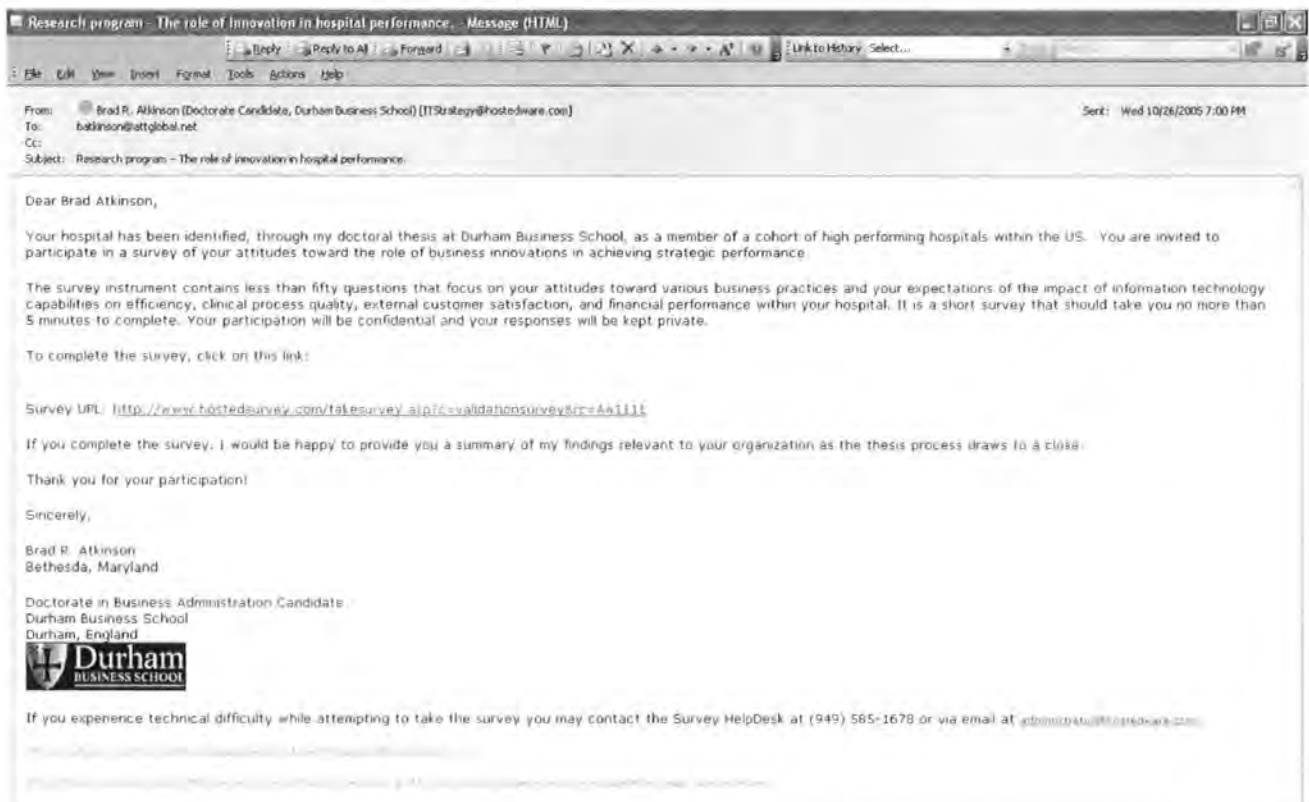 Research program - The role of innovation in hospital performance. - Message (HTML)
Reply Reply to All Forward Link to History Select...
File Edit View Insert Format Tools Actions Help
From: Brad R. Atkinson (Doctorate Candidate, Durham Business School) [ITStrategy@hostedware.com] Sent: Wed 10/26/2005 7:00 PM
To: batkinson@attglobal.net
Cc:
Subject: Research program - The role of innovation in hospital performance.
Dear Brad Atkinson,
Your hospital has been identified, through my doctoral thesis at Durham Business School, as a member of a cohort of high performing hospitals within the US. You are invited to
participate in a survey of your attitudes toward the role of business innovations in achieving strategic performance.
The survey instrument contains less than fifty questions that focus on your attitudes toward various business practices and your expectations of the impact of information technology
capabilities on efficiency, clinical process quality, external customer satisfaction, and financial performance within your hospital. It is a short survey that should take you no more than
5 minutes to complete. Your participation will be confidential and your responses will be kept private.
To complete the survey, click on this link:
Survey URL:
If you complete the survey, I would be happy to provide you a summary of my findings relevant to your organization as the thesis process draws to a close.
Thank you for your participation!
Sincerely,
Brad R. Atkinson
Bethesda, Maryland
Doctorate in Business Administration Candidate
Durham Business School
Durham, England
Durham
BUSINESS SCHOOL
If you experience technical difficulty while attempting to take the survey you may contact the Survey HelpDesk at (949) 585-1678 or via email at